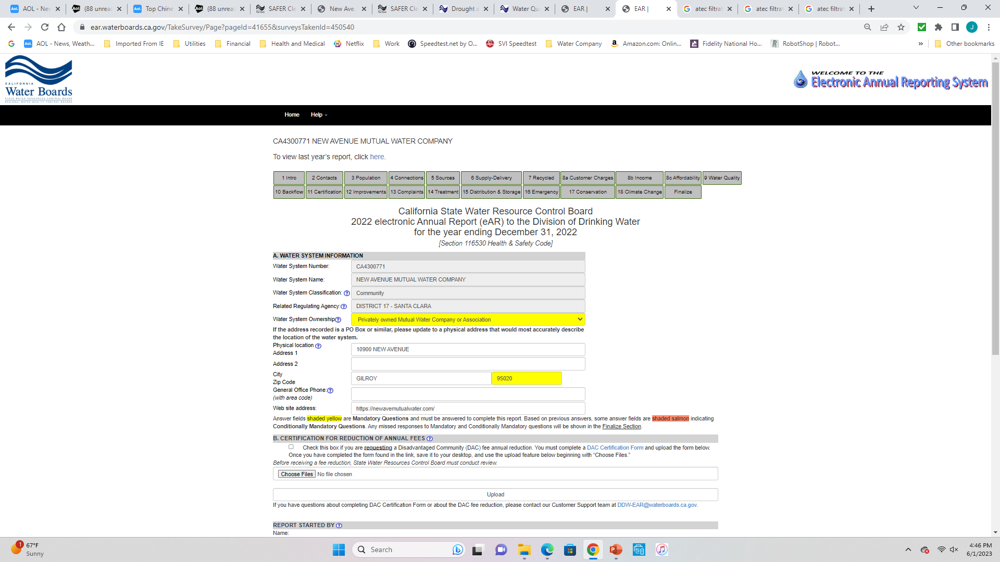 AOL - Nev
(88 unread
Top Chine
(88 unread
SAFER Cle
New Ave.
SAFER Cle
Drought a
Water Qu
EAR |
EAR |
atec filtra
atec filtra
atec filtra
ear.waterboards.ca.gov/TakeSurvey/Page?pageId=41655&surveysTakenId=450540
AOL - News, Weath...
Imported From IE
Utilities
Financial
Health and Medical
Netflix
Work
Speedtest.net by O...
SVI Speedtest
Water Company
Amazon.com: Onlin...
Fidelity National Ho...
RobotShop | Robot...
»
Other bookmarks
CALIFORNIA
Water Boards
STATE WATER RESOURCES CONTROL BOARD
REGIONAL WATER QUALITY CONTROL BOARDS
WELCOME TO THE
Electronic Annual Reporting System
Home Help
CA4300771 NEW AVENUE MUTUAL WATER COMPANY
To view last year's report, click here.
1 Intro 2 Contacts 3 Population 4 Connections 5 Sources 6 Supply-Delivery 7 Recycled 8a Customer Charges 8b Income 8c Affordability 9 Water Quality
10 Backflow 11 Certification 12 Improvements 13 Complaints 14 Treatment 15 Distribution & Storage 16 Emergency 17 Conservation 18 Climate Change Finalize
California State Water Resource Control Board
2022 electronic Annual Report (eAR) to the Division of Drinking Water
for the year ending December 31, 2022
[Section 116530 Health & Safety Code]
A. WATER SYSTEM INFORMATION
Water System Number: CA4300771
Water System Name: NEW AVENUE MUTUAL WATER COMPANY
Water System Classification: Community
Related Regulating Agency: DISTRICT 17 - SANTA CLARA
Water System Ownership Privately owned Mutual Water Company or Association
If the address recorded is a PO Box or similar, please update to a physical address that would most accurately describe
the location of the water system.
Physical location
Address 1 10900 NEW AVENUE
Address 2
City
Zip Code GILROY 95020
General Office Phone:
(with area code)
Web site address: https://newavemutualwater.com/
Answer fields shaded yellow are Mandatory Questions and must be answered to complete this report. Based on previous answers, some answer fields are shaded salmon indicating
Conditionally Mandatory Questions. Any missed responses to Mandatory and Conditionally Mandatory questions will be shown in the Finalize Section.
B. CERTIFICATION FOR REDUCTION OF ANNUAL FEES
Check this box if you are requesting a Disadvantaged Community (DAC) fee annual reduction. You must complete a DAC Certification Form and upload the form below.
Once you have completed the form found in the link, save it to your desktop, and use the upload feature below beginning with “Choose Files.”
Before receiving a fee reduction, State Water Resources Control Board must conduct review.
Choose Files No file chosen
Upload
If you have questions about completing DAC Certification Form or about the DAC fee reduction, please contact our Customer Support team at DDW-EAR@waterboards.ca.gov.
REPORT STARTED BY
Name:
1
67°F
Sunny
Search
4:46 PM
6/1/2023